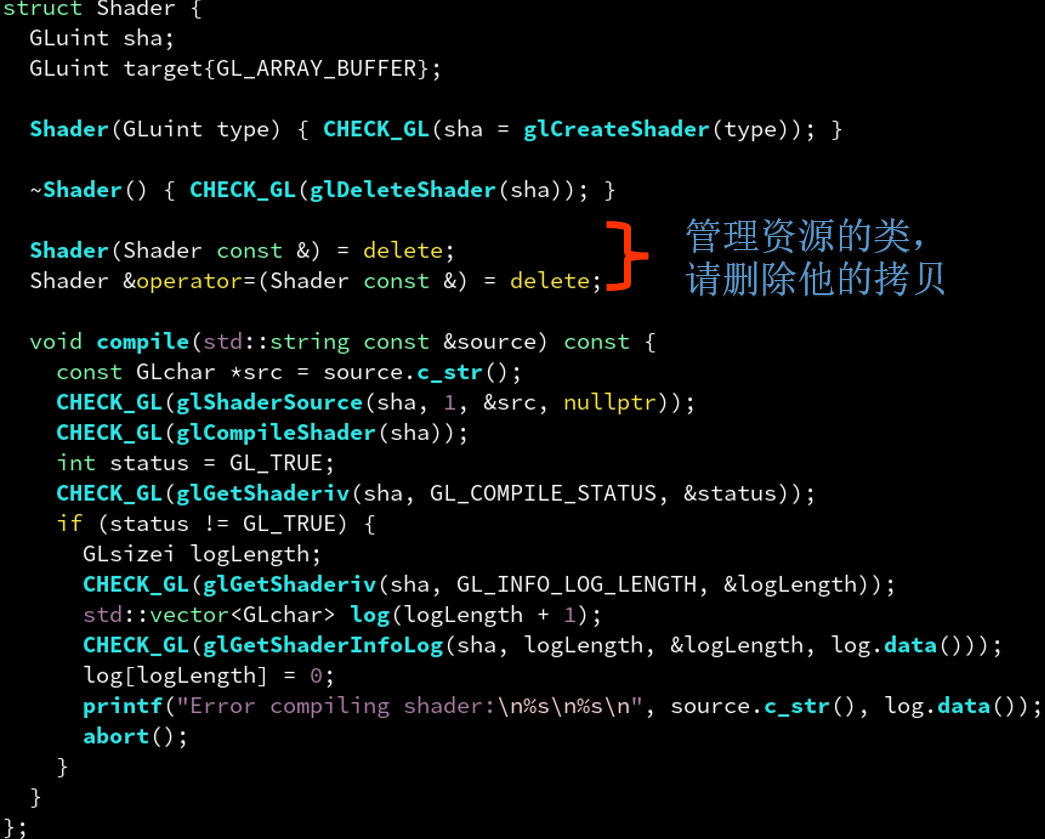 struct Shader {
  GLuint sha;
  GLuint target{GL_ARRAY_BUFFER};
  Shader(GLuint type) { CHECK_GL(sha = glCreateShader(type)); }
  ~Shader() { CHECK_GL(glDeleteShader(sha)); }
管理资源的类，
  Shader(Shader const &) = delete;
请删除他的拷贝
  Shader &operator=(Shader const &) = delete;
  void compile(std::string const &source) const {
    const GLchar *src = source.c_str();
    CHECK_GL(glShaderSource(sha, 1, &src, nullptr));
    CHECK_GL(glCompileShader(sha));
    int status = GL_TRUE;
    CHECK_GL(glGetShaderiv(sha, GL_COMPILE_STATUS, &status));
    if (status != GL_TRUE) {
      GLsizei logLength;
      CHECK_GL(glGetShaderiv(sha, GL_INFO_LOG_LENGTH, &logLength));
      std::vector<GLchar> log(logLength + 1);
      CHECK_GL(glGetShaderInfoLog(sha, logLength, &logLength, log.data()));
      log[logLength] = 0;
      printf("Error compiling shader:\n%s\n%s\n", source.c_str(), log.data());
      abort();
    }
  }
};